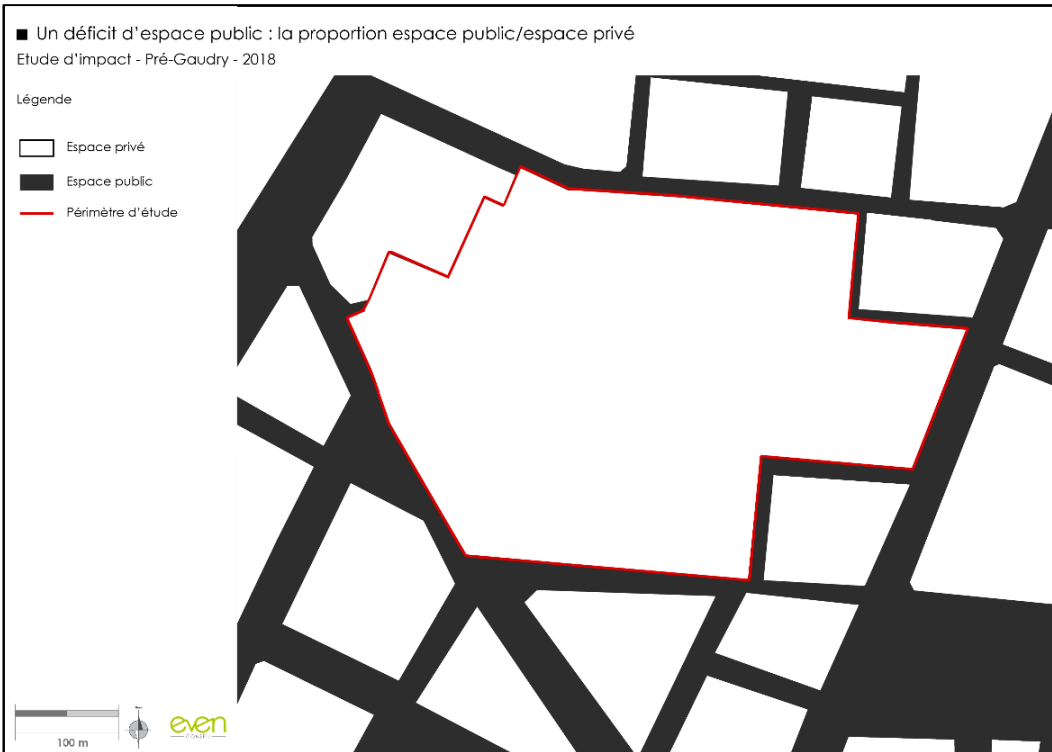 Un déficit d'espace public : la proportion espace public/espace privé
Etude d'impact - Pré-Gaudry - 2018
Légende
Espace privé
Espace public
Périmètre d'étude
100 m
even
CONSEIL